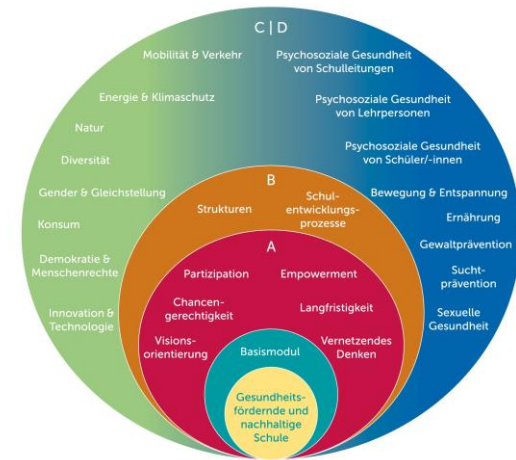 C | D
Mobilität & Verkehr
Energie & Klimaschutz
Natur
Diversität
Gender & Gleichstellung
Konsum
Demokratie &
Menschenrechte
Innovation &
Technologie
Psychosoziale Gesundheit
von Schulleitungen
Psychosoziale Gesundheit
von Lehrpersonen
Psychosoziale Gesundheit
von Schüler/-innen
Bewegung & Entspannung
Ernährung
Gewaltprävention
Sucht-
prävention
Sexuelle
Gesundheit
B
Strukturen
Schul-
entwicklungs-
prozesse
A
Partizipation
Empowerment
Chancen-
gerechtigkeit
Langfristigkeit
Visions-
orientierung
Vernetzendes
Denken
Basismodul
Gesundheits-
fördernde und
nachhaltige
Schule